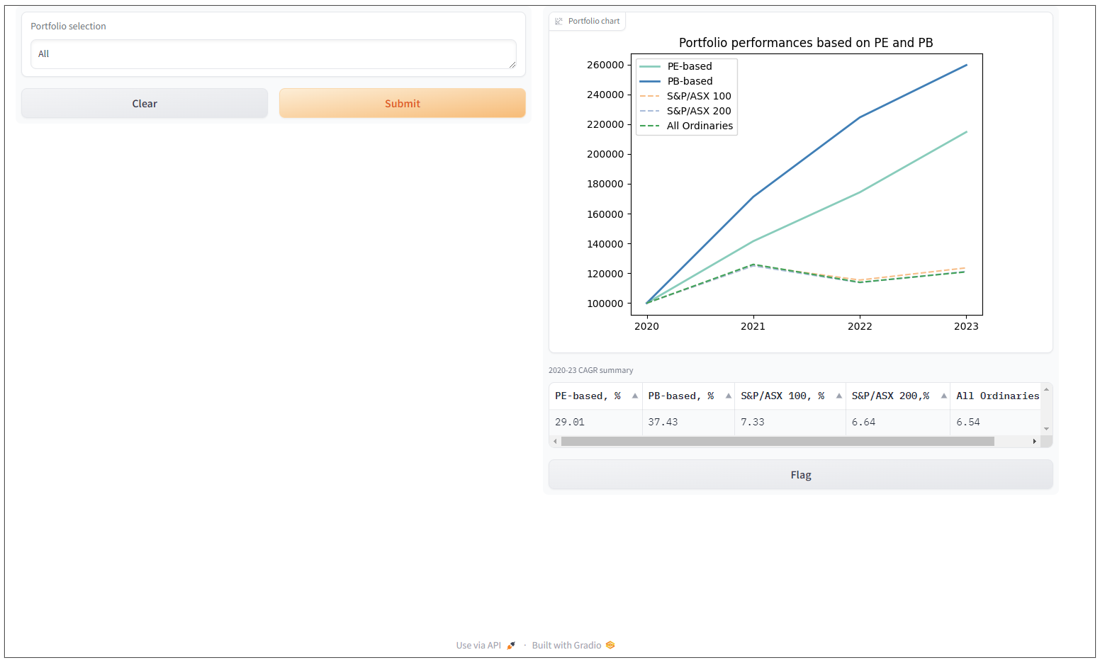 Portfolio selection
All
Clear
Submit
Portfolio chart
Portfolio performances based on PE and PB
PE-based
PB-based
S&P/ASX 100
S&P/ASX 200
All Ordinaries
260000
240000
220000
200000
180000
160000
140000
120000
100000
2020 2021 2022 2023
2020-23 CAGR summary
PE-based, % PB-based, % S&P/ASX 100, % S&P/ASX 200,% All Ordinaries
29.01 37.43 7.33 6.64 6.54
Flag
Use via API · Built with Gradio